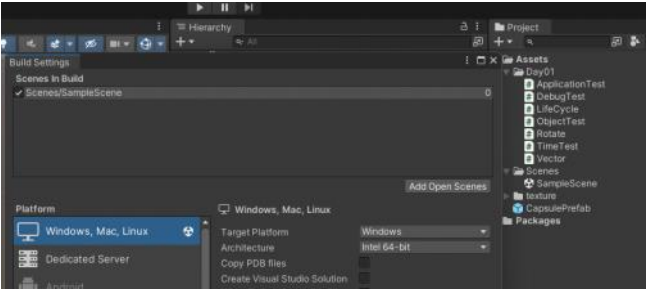 Hierarchy
All
Project
Build Settings
Scenes In Build
Scenes/SampleScene 0
Add Open Scenes
Platform
Windows, Mac, Linux
Dedicated Server
Android
Windows, Mac, Linux
Target Platform Windows
Architecture Intel 64-bit
Copy PDB files
Create Visual Studio Solution
Assets
Day01
ApplicationTest
DebugTest
LifeCycle
ObjectTest
Rotate
TimeTest
Vector
Scenes
SampleScene
texture
CapsulePrefab
Packages